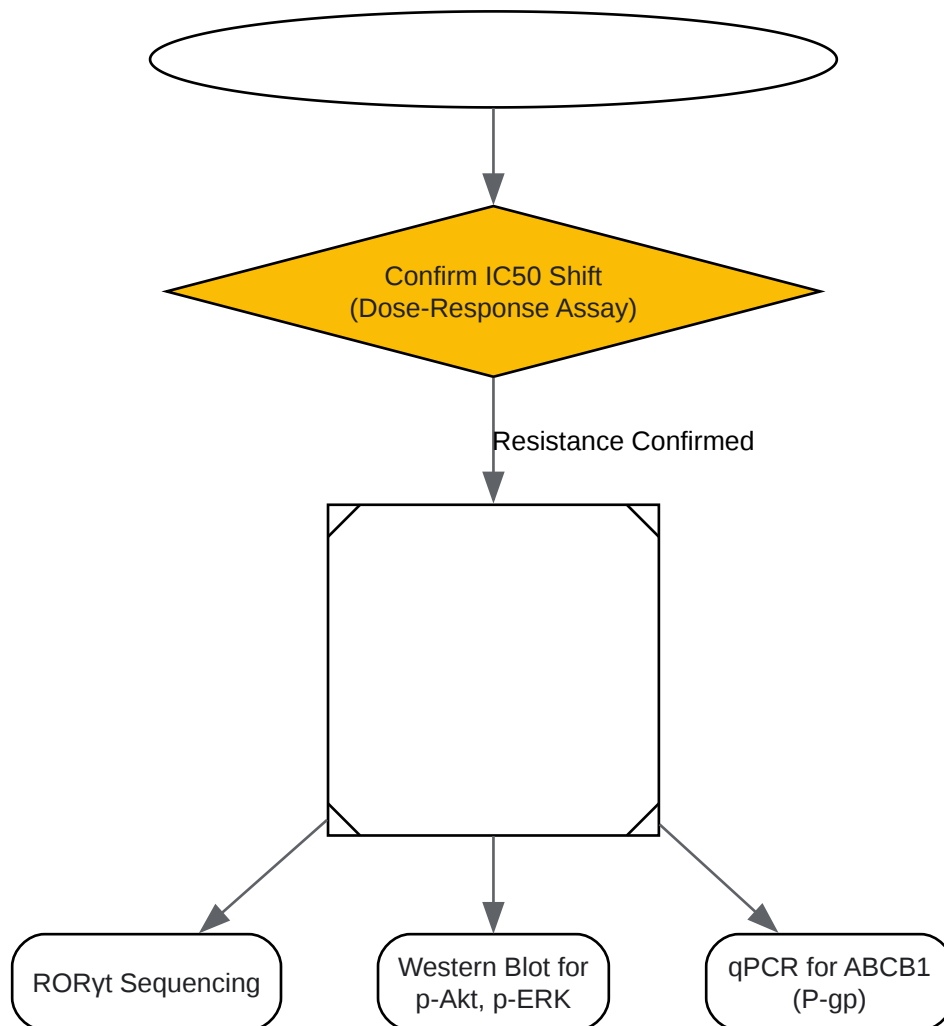 Confirm IC50 Shift
(Dose-Response Assay)
Resistance Confirmed
RORγt Sequencing
Western Blot for
p-Akt, p-ERK
qPCR for ABCB1
(P-gp)